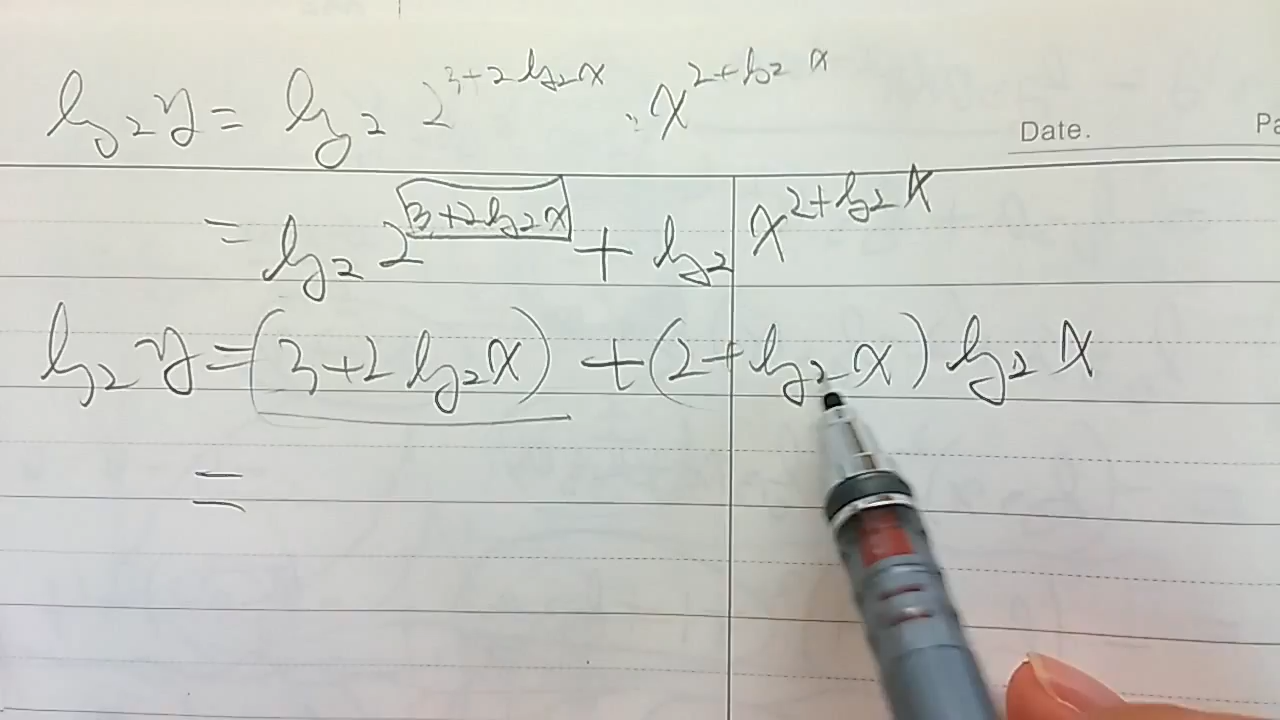 log₂y = log₂ 2^{3+2log₂x} · x^{2+log₂x}
Date.
Pa
= log₂ 2^{3+2log₂x} + log₂ x^{2+log₂x}
log₂y = (3+2log₂x) + (2+log₂x) log₂x
=